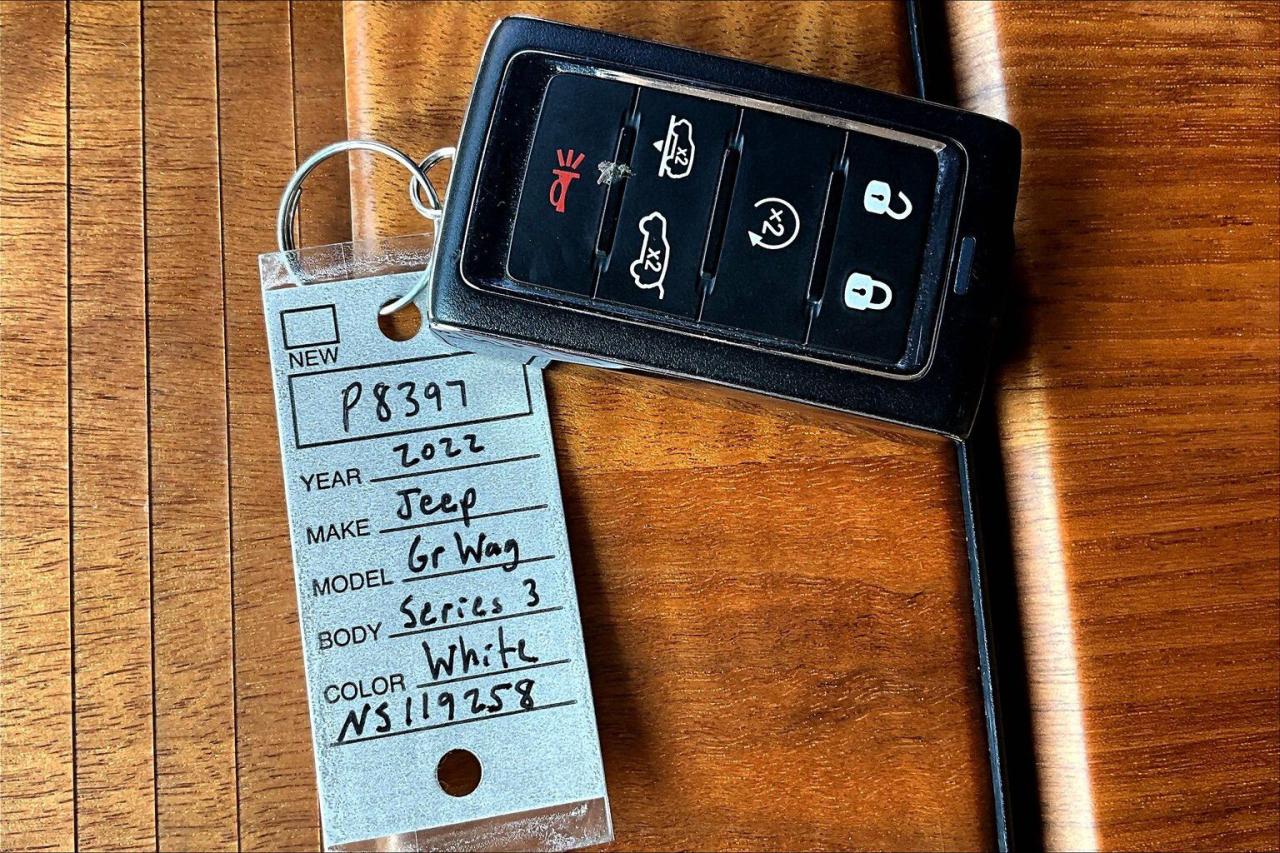 x2
x2
x2
NEW
P8397
YEAR 2022
MAKE Jeep
MODEL Gr Wag
BODY Series 3
COLOR White
NS119258